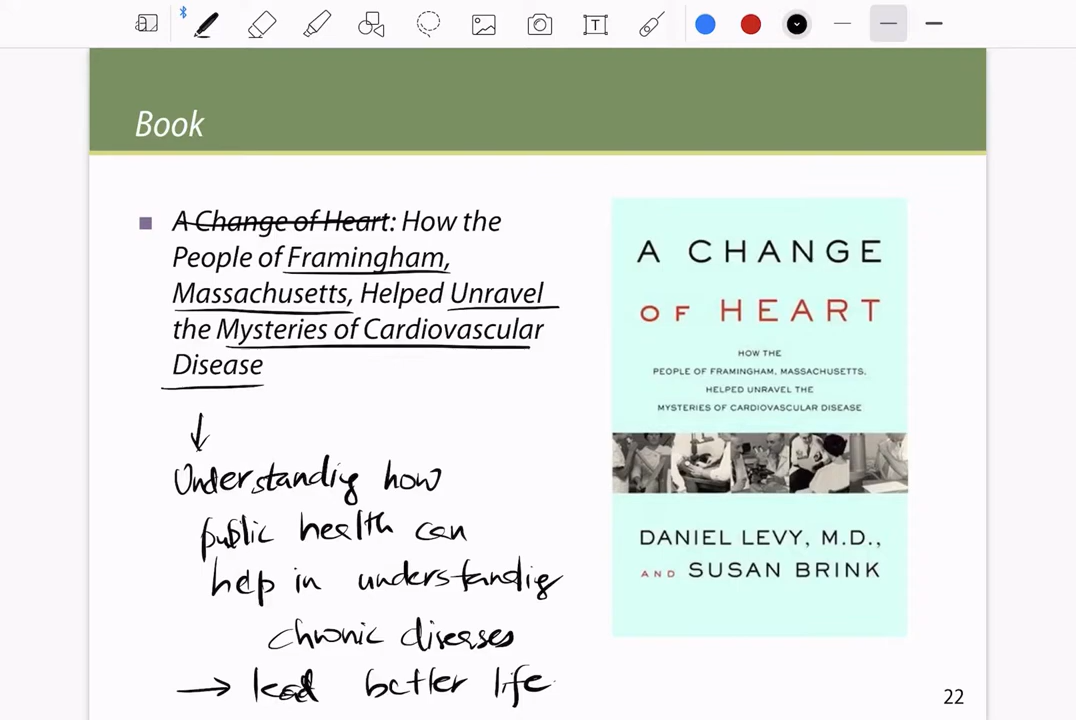 Book
A Change of Heart: How the
People of Framingham,
Massachusetts, Helped Unravel
the Mysteries of Cardiovascular
Disease
Understanding how
public health can
help in understanding
chronic diseases
→ lead better life
A CHANGE
OF HEART
HOW THE
PEOPLE OF FRAMINGHAM, MASSACHUSETTS,
HELPED UNRAVEL THE
MYSTERIES OF CARDIOVASCULAR DISEASE
DANIEL LEVY, M.D.,
AND SUSAN BRINK
22